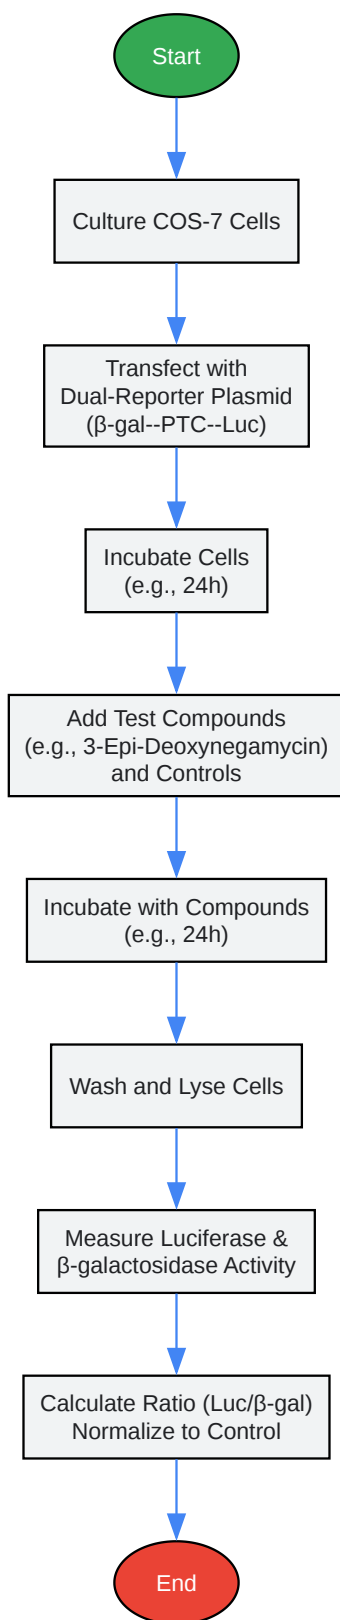 Start
Culture COS-7 Cells
Transfect with
Dual-Reporter Plasmid
(β-gal--PTC--Luc)
Incubate Cells
(e.g., 24h)
Add Test Compounds
(e.g., 3-Epi-Deoxynegamycin)
and Controls
Incubate with Compounds
(e.g., 24h)
Wash and Lyse Cells
Measure Luciferase &
β-galactosidase Activity
Calculate Ratio (Luc/β-gal)
Normalize to Control
End